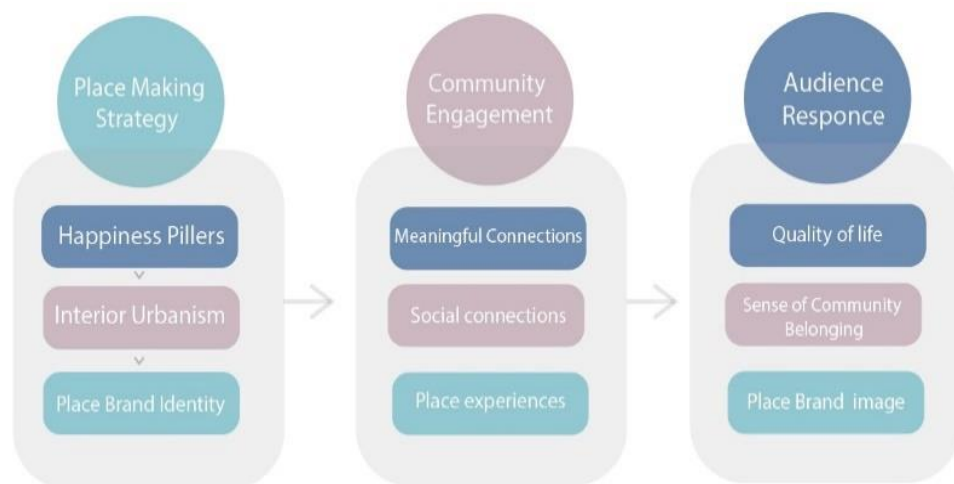 Place Making
Strategy
Happiness Pillers
Interior Urbanism
Place Brand Identity
Community
Engagement
Meaningful Connections
Social connections
Place experiences
Audience
Responce
Quality of life
Sense of Community
Belonging
Place Brand image